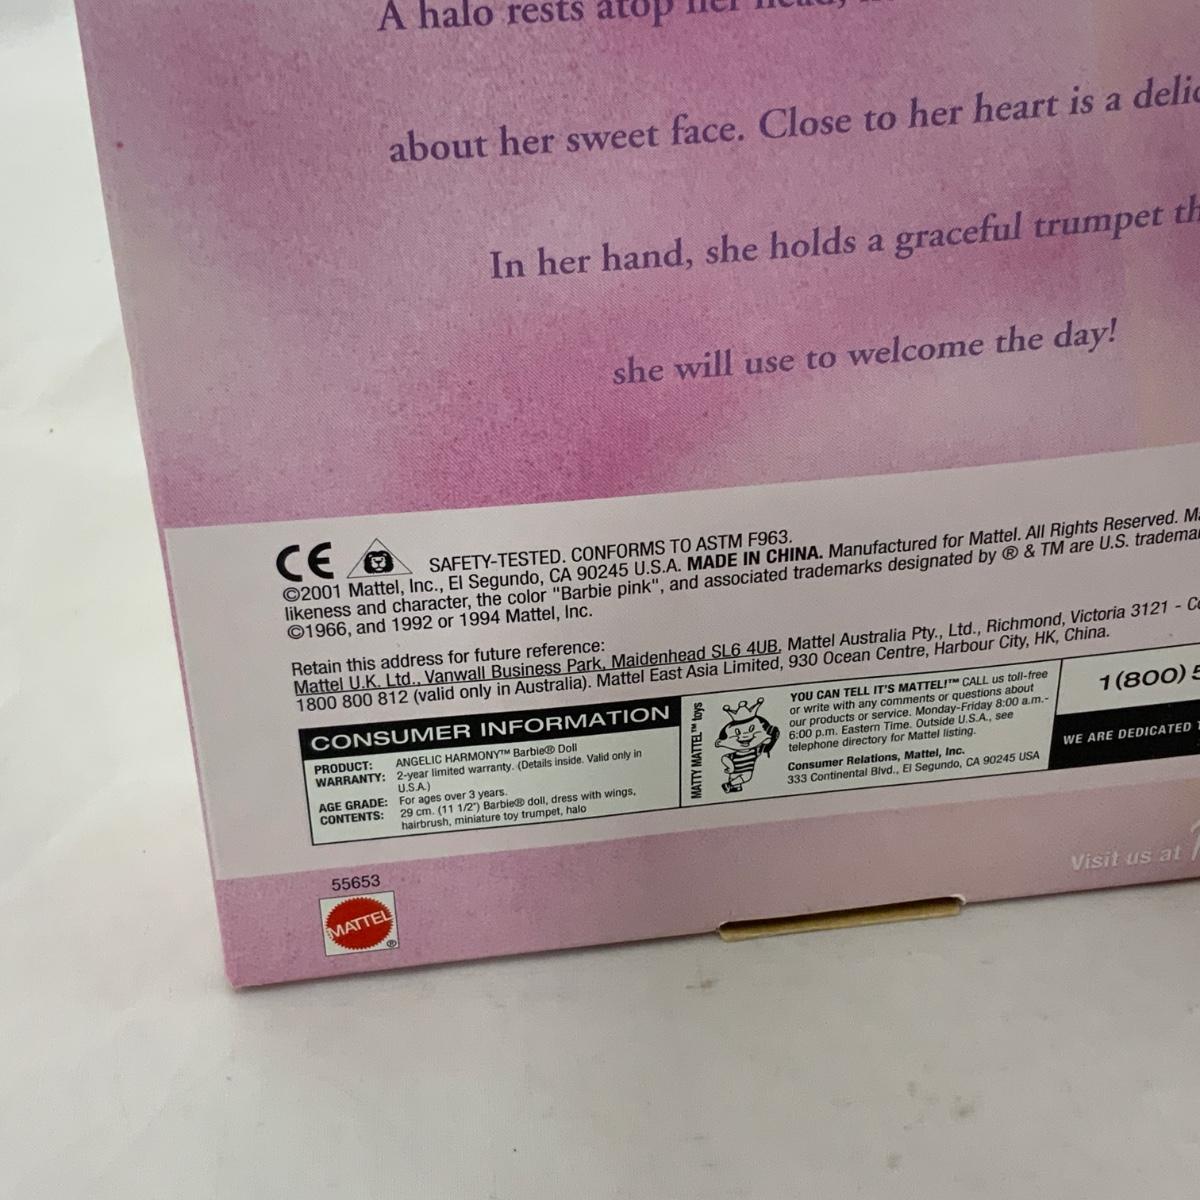 A halo rests atop her head,
about her sweet face. Close to her heart is a
In her hand, she holds a graceful trumpet
she will use to welcome the day!
CE SAFETY-TESTED. CONFORMS TO ASTM F963.
©2001 Mattel, Inc., El Segundo, CA 90245 U.S.A. MADE IN CHINA. Manufactured for Mattel. All Rights Reserved.
likeness and character, the color "Barbie pink", and associated trademarks designated by ® & TM are U.S.
©1966, and 1992 or 1994 Mattel, Inc.
Retain this address for future reference:
Mattel U.K. Ltd., Vanwall Business Park, Maidenhead SL6 4UB. Mattel Australia Pty., Ltd., Richmond, Victoria 3121 -
1800 800 812 (valid only in Australia). Mattel East Asia Limited, 930 Ocean Centre, Harbour City, HK, China.
CONSUMER INFORMATION
PRODUCT: ANGELIC HARMONY™ Barbie® Doll
WARRANTY: 2-year limited warranty. (Details inside. Valid only in
U.S.A.)
AGE GRADE: For ages over 3 years.
CONTENTS: 29 cm. (11 1/2") Barbie® doll, dress with wings,
hairbrush, miniature toy trumpet, halo
MATTY MATTEL™ toys
YOU CAN TELL IT'S MATTEL!™ CALL us toll-free
or write with any comments or questions about
our products or service. Monday-Friday 8:00 a.m.-
6:00 p.m. Eastern Time. Outside U.S.A., see
telephone directory for Mattel listing.
Consumer Relations, Mattel, Inc.
333 Continental Blvd., El Segundo, CA 90245 USA
1(800) 5
WE ARE DEDICATED
Visit us at
55653
MATTEL®